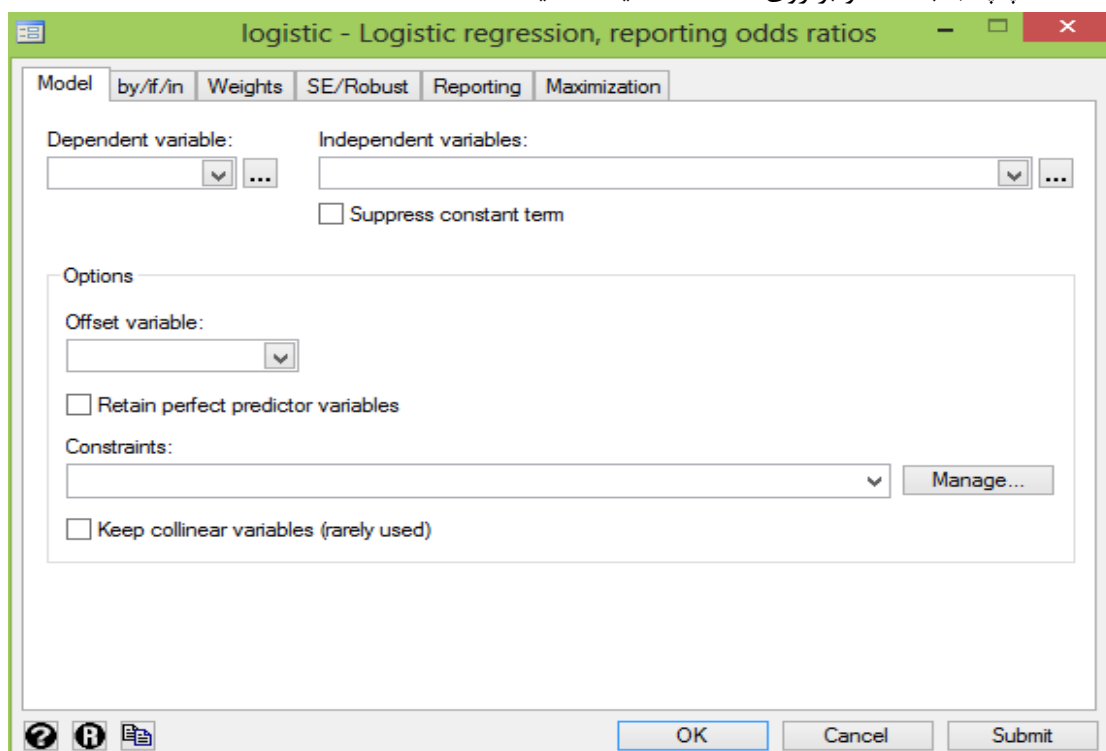 logistic - Logistic regression, reporting odds ratios
Model by/if/in Weights SE/Robust Reporting Maximization
Dependent variable: Independent variables:
...
...
Suppress constant term
Options
Offset variable:
Retain perfect predictor variables
Constraints:
Manage...
Keep collinear variables (rarely used)
? R OK Cancel Submit